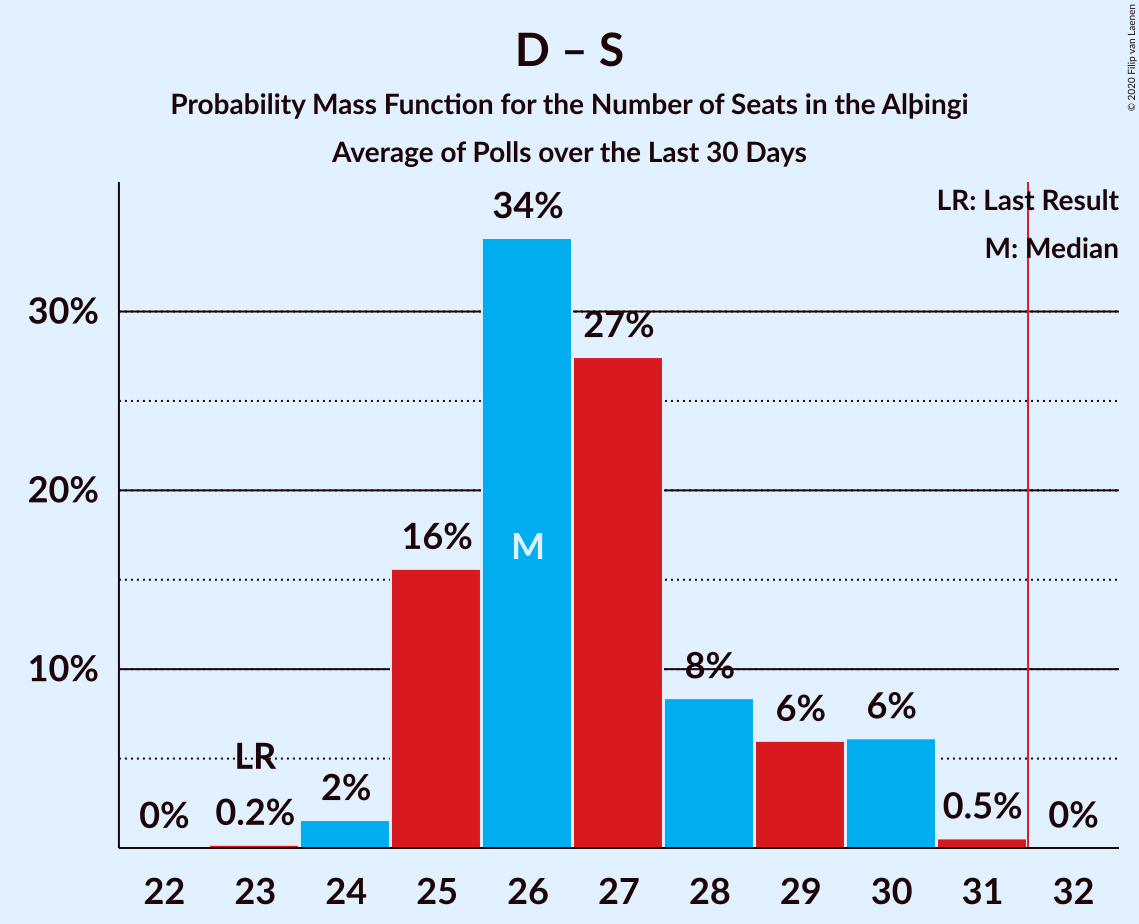 D – S
Probability Mass Function for the Number of Seats in the Alþingi
Average of Polls over the Last 30 Days
© 2020 Filip van Laenen
LR: Last Result
M: Median
34%
30%
27%
20%
16%
M
10%
8%
6%
6%
LR
2%
0%
0.2%
0.5%
0%
22 23 24 25 26 27 28 29 30 31 32